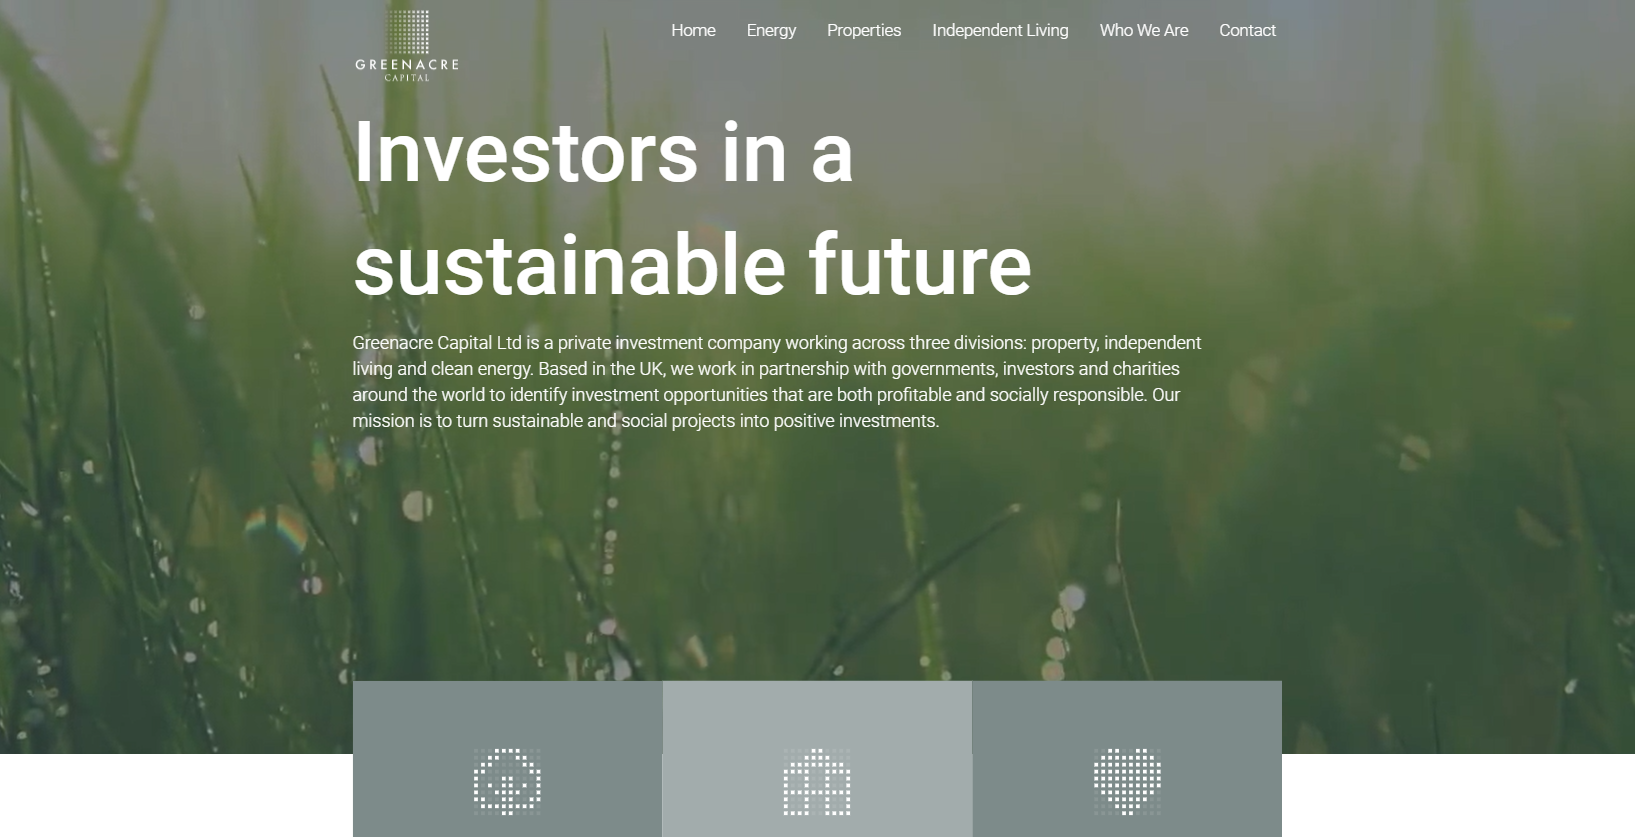 GREENACRE
CAPITAL
Home Energy Properties Independent Living Who We Are Contact
Investors in a
sustainable future
Greenacre Capital Ltd is a private investment company working across three divisions: property, independent
living and clean energy. Based in the UK, we work in partnership with governments, investors and charities
around the world to identify investment opportunities that are both profitable and socially responsible. Our
mission is to turn sustainable and social projects into positive investments.